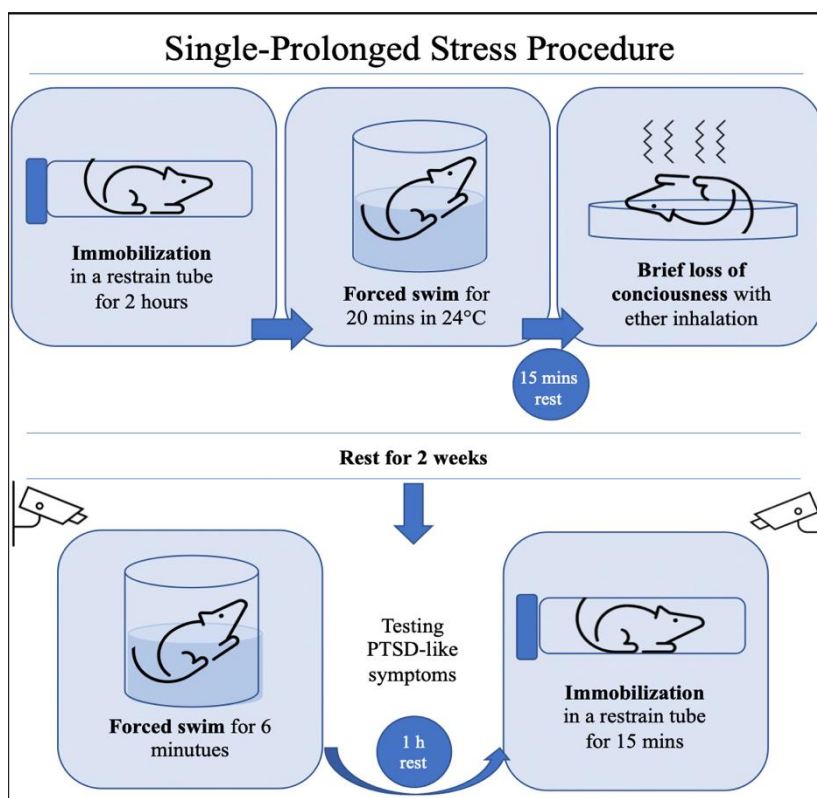 Single-Prolonged Stress Procedure
Immobilization
in a restrain tube
for 2 hours
Forced swim for
20 mins in 24°C
Brief loss of
conciousness with
ether inhalation
15 mins
rest
Rest for 2 weeks
Forced swim for 6
minutues
Testing
PTSD-like
symptoms
1 h
rest
Immobilization
in a restrain tube
for 15 mins